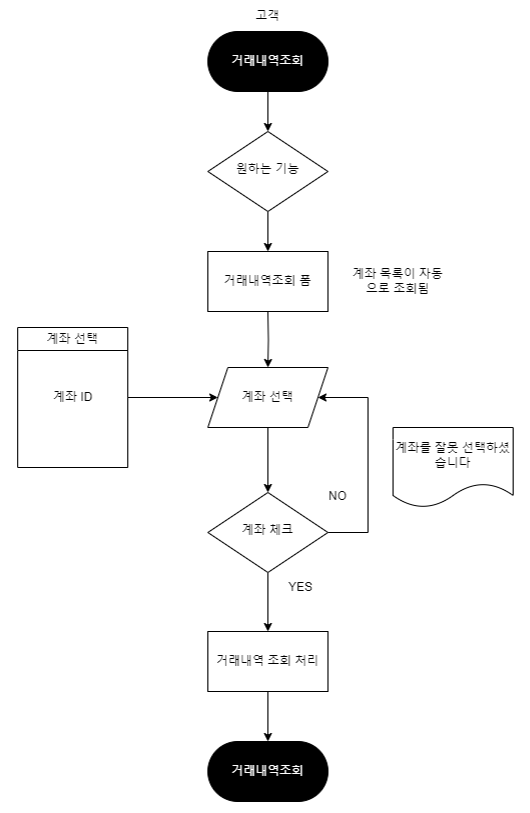 고객
거래내역조회
원하는 기능
거래내역조회 폼
계좌 목록이 자동
으로 조회됨
계좌 선택
계좌 ID
계좌 선택
계좌를 잘못 선택하셨
습니다
NO
계좌 체크
YES
거래내역 조회 처리
거래내역조회